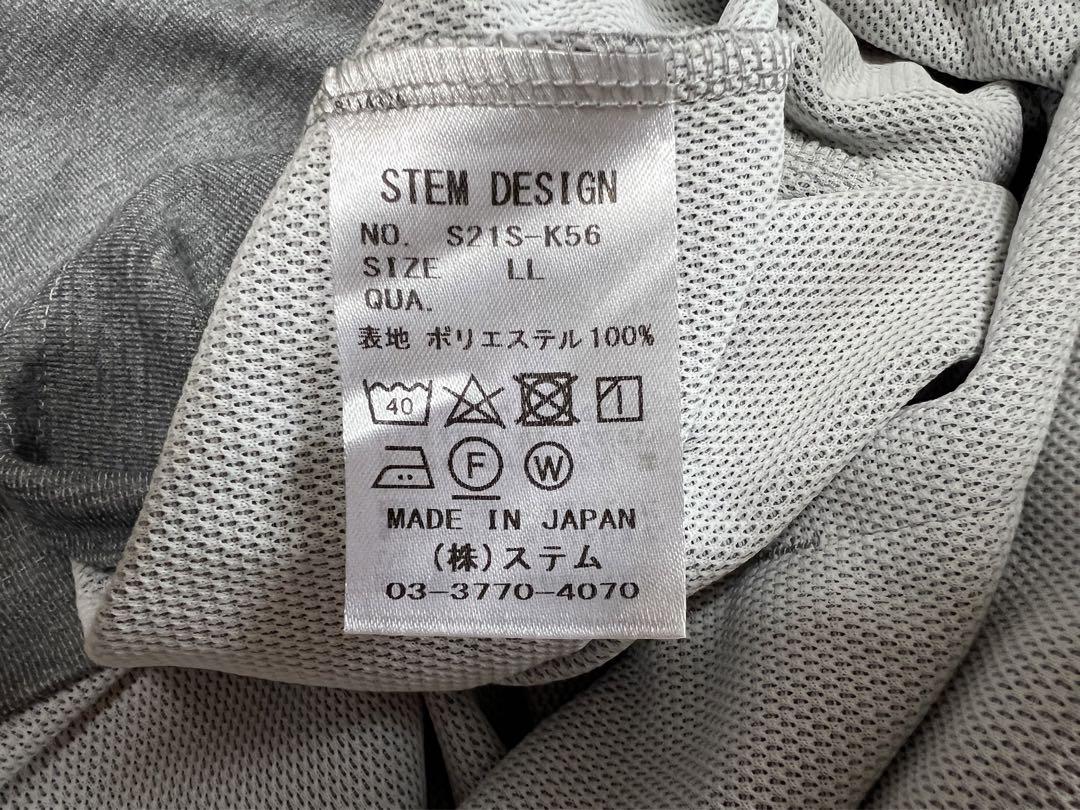 STEM DESIGN
NO. S21S-K56
SIZE LL
QUA.
表地 ポリエステル100%
40
F W
MADE IN JAPAN
(株)ステム
03-3770-4070